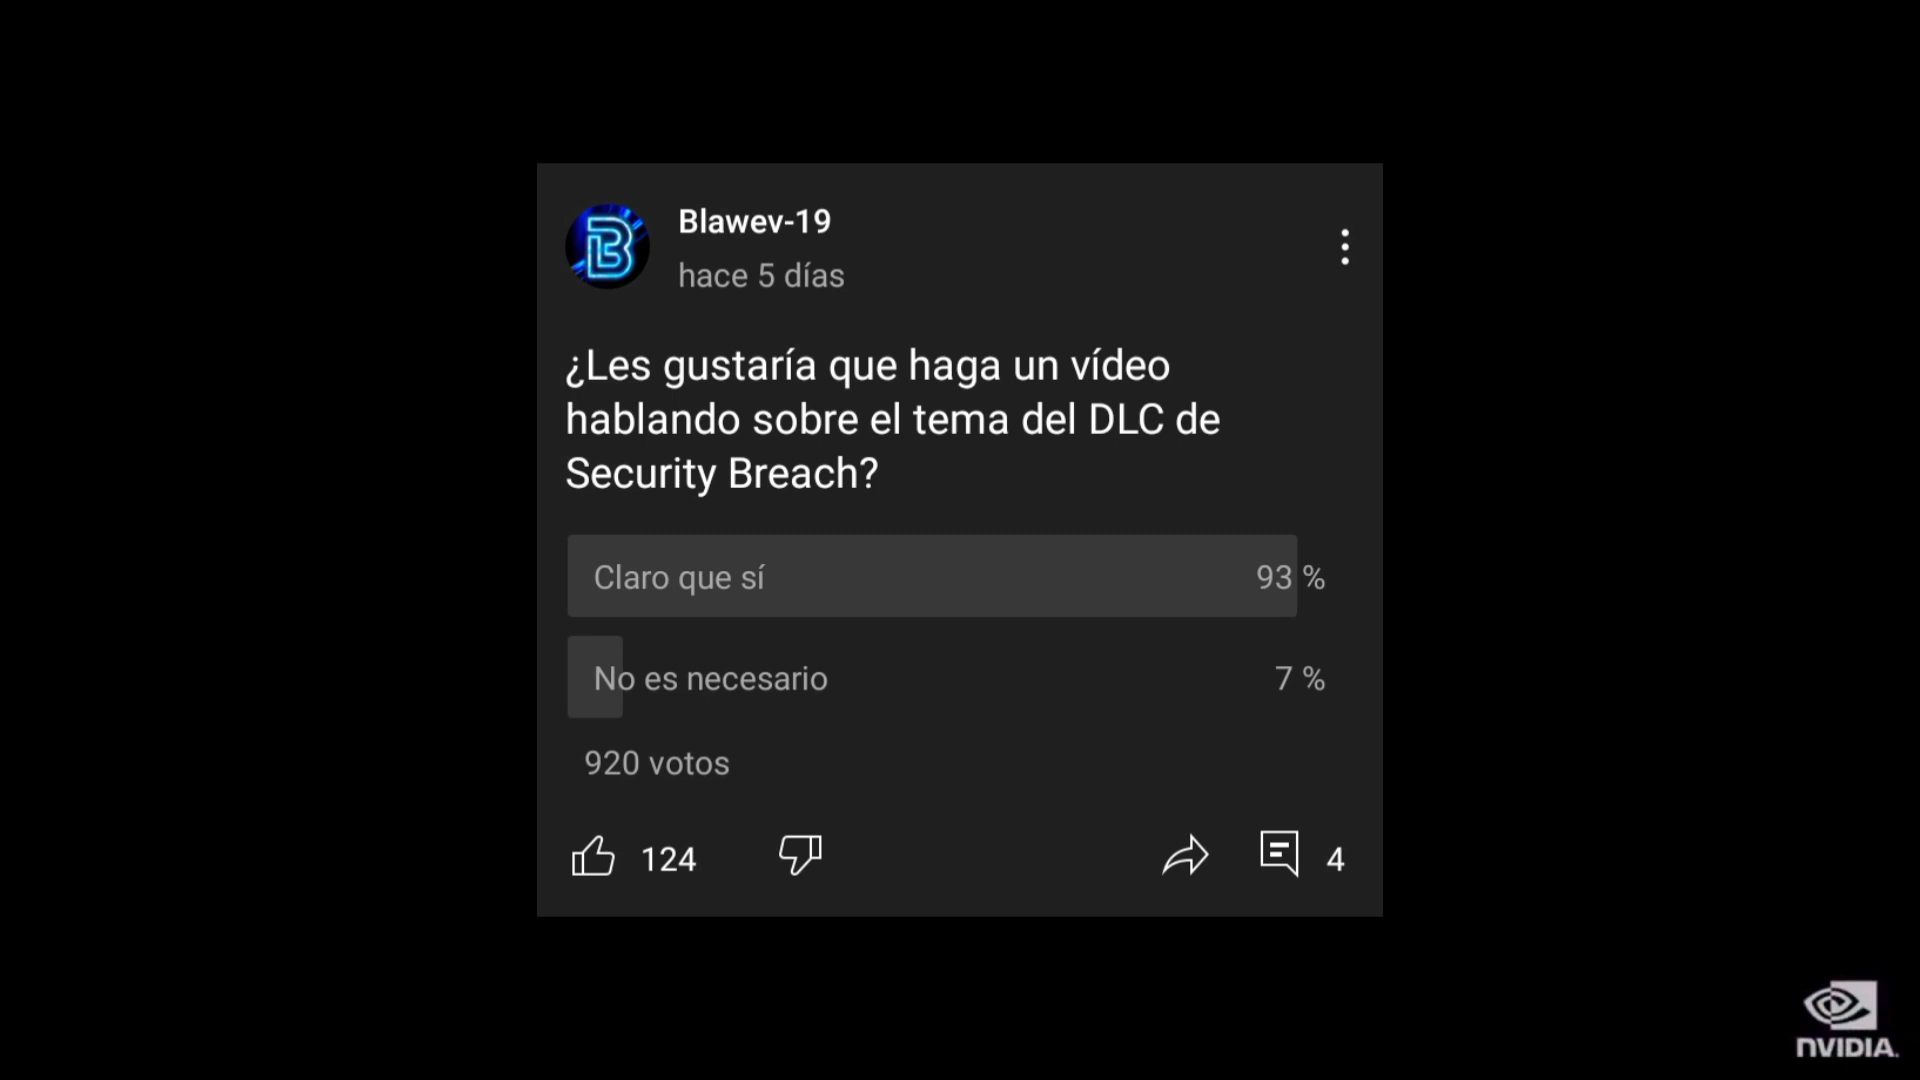 Blawev-19
hace 5 días
¿Les gustaría que haga un vídeo
hablando sobre el tema del DLC de
Security Breach?
Claro que sí 93 %
No es necesario 7 %
920 votos
124 4
NVIDIA.